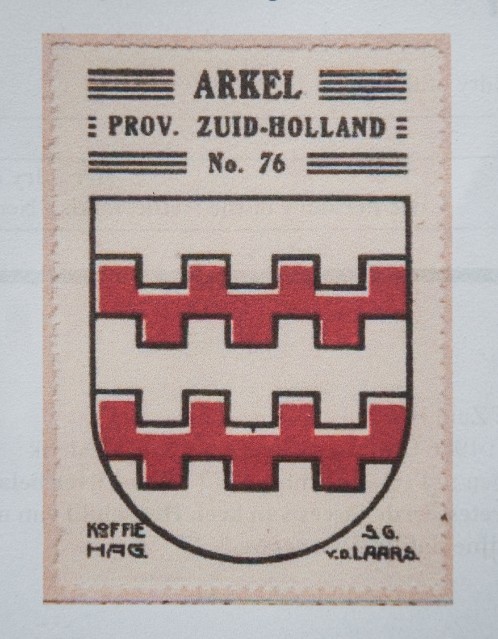 ARKEL
PROV. ZUID-HOLLAND
No. 76
KOFFIE
HAG.
S.G.
v.d.LAARS.